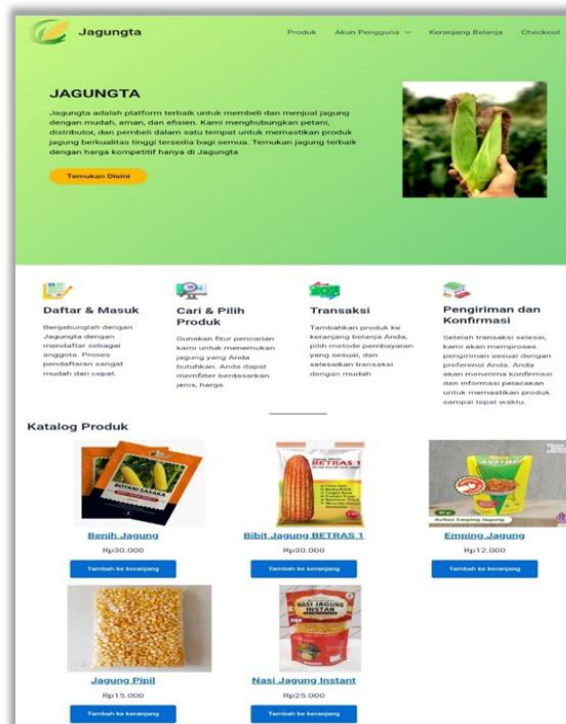 Jagungta
Produk
Akun Pengguna
Keranjang Belanja
Checkout
JAGUNGTA
Jagungta adalah platform terbaik untuk membeli dan menjual jagung
dengan mudah, aman, dan efisien. Kami menghubungkan petani,
distributor, dan pembeli dalam satu tempat untuk memastikan produk
jagung berkualitas tinggi tersedia bagi semua. Temukan jagung terbaik
dengan harga kompetitif hanya di Jagungta
Temukan Disini
Daftar & Masuk
Bergabunglah dengan
Jagungta dengan
mendaftar sebagai
anggota. Proses
pendaftaran sangat
mudah dan cepat.
Cari & Pilih
Produk
Gunakan fitur pencarian
kami untuk menemukan
jagung yang Anda
butuhkan. Anda dapat
memfilter berdasarkan
jenis, harga.
Transaksi
Tambahkan produk ke
keranjang belanja Anda,
pilih metode pembayaran
yang sesuai, dan
selesaikan transaksi
dengan mudah
Pengiriman dan
Konfirmasi
Setelah transaksi selesai,
kami akan memproses
pengiriman sesuai dengan
preferensi Anda. Anda
akan menerima konfirmasi
dan informasi pelacakan
untuk memastikan produk
sampai tepat waktu.
Katalog Produk
BOTANI SASAKA
BETRAS 1
Benih Jagung
Rp30.000
Tambah ke keranjang
Bibit Jagung BETRAS 1
Rp30.000
Tambah ke keranjang
Emping Jagung
Rp12.000
Tambah ke keranjang
NASI JAGUNG
INSTAN
Jagung Pipil
Rp15.000
Tambah ke keranjang
Nasi Jagung Instant
Rp25.000
Tambah ke keranjang